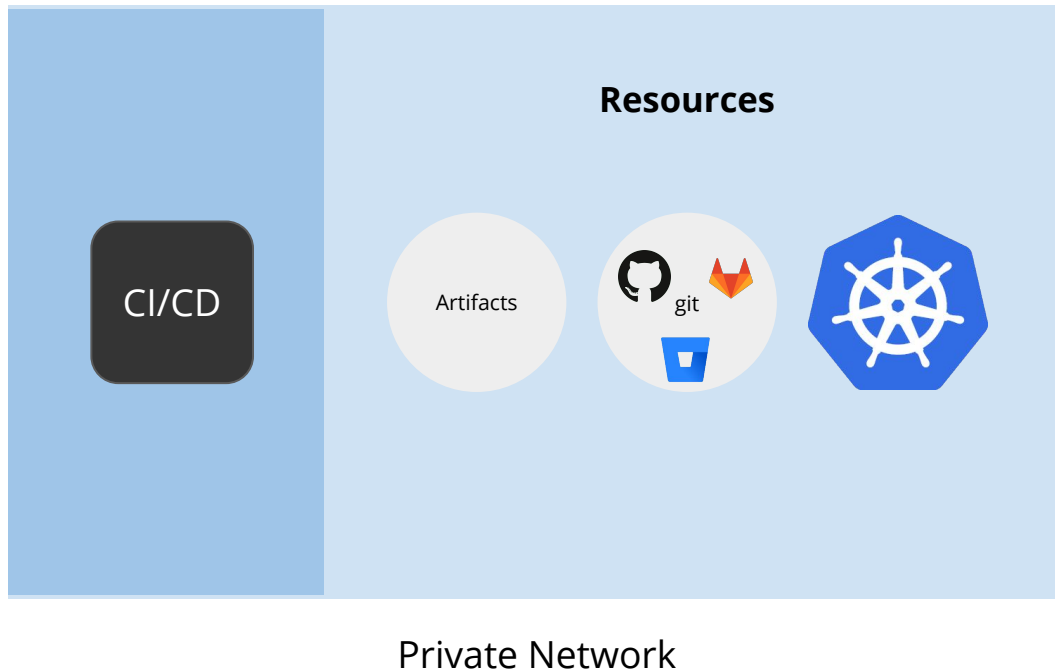 Resources
CI/CD
Artifacts
git
Private Network